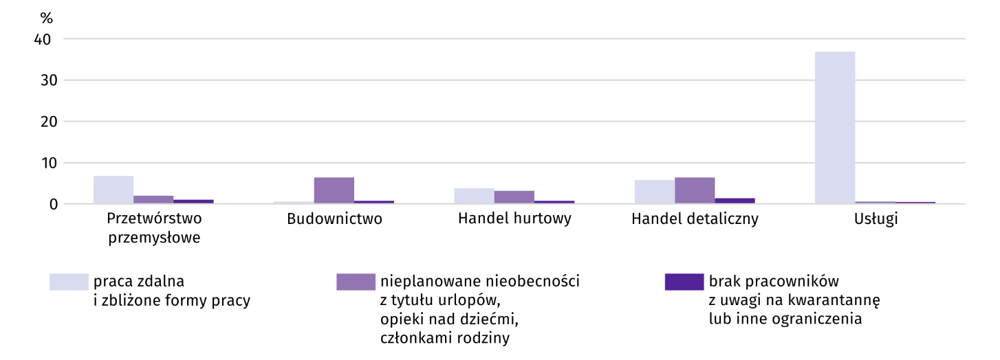 %
40
30
20
10
0
Przetwórstwo
przemysłowe
Budownictwo
Handel hurtowy
Handel detaliczny
Usługi
praca zdalna
i zbliżone formy pracy
nieplanowane nieobecności
z tytułu urlopów,
opieki nad dziećmi,
członkami rodziny
brak pracowników
z uwagi na kwarantannę
lub inne ograniczenia